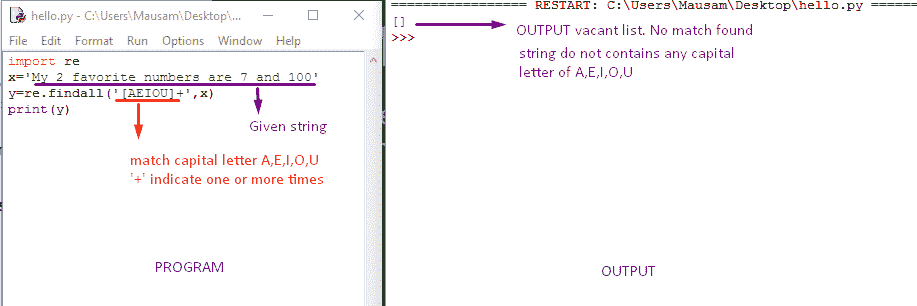 hello.py - C:\Users\Mausam\Desktop\...
File Edit Format Run Options Window Help
import re
x='My 2 favorite numbers are 7 and 100'
y=re.findall('[AEIOU]+',x)
print(y)
Given string
match capital letter A,E,I,O,U
'+' indicate one or more times
PROGRAM
================== RESTART: C:\Users\Mausam\Desktop\hello.py ==========
[]
>>>
OUTPUT vacant list. No match found
string do not contains any capital
letter of A,E,I,O,U
OUTPUT